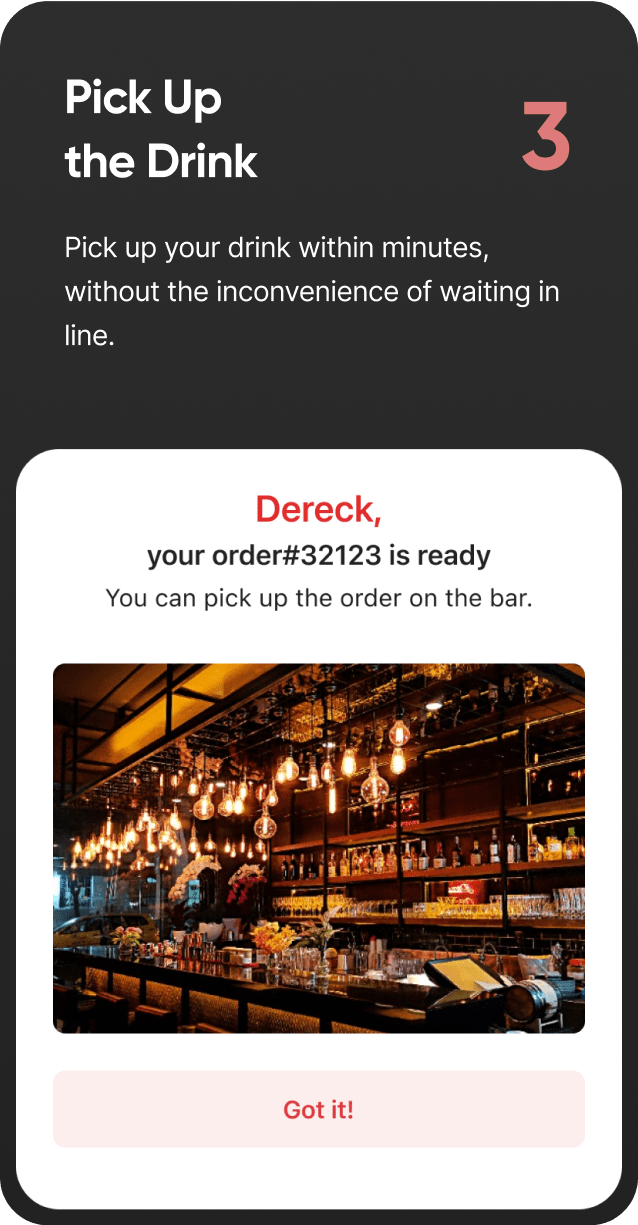 Pick Up
the Drink
3
Pick up your drink within minutes,
without the inconvenience of waiting in
line.
Dereck,
your order#32123 is ready
You can pick up the order on the bar.
Got it!